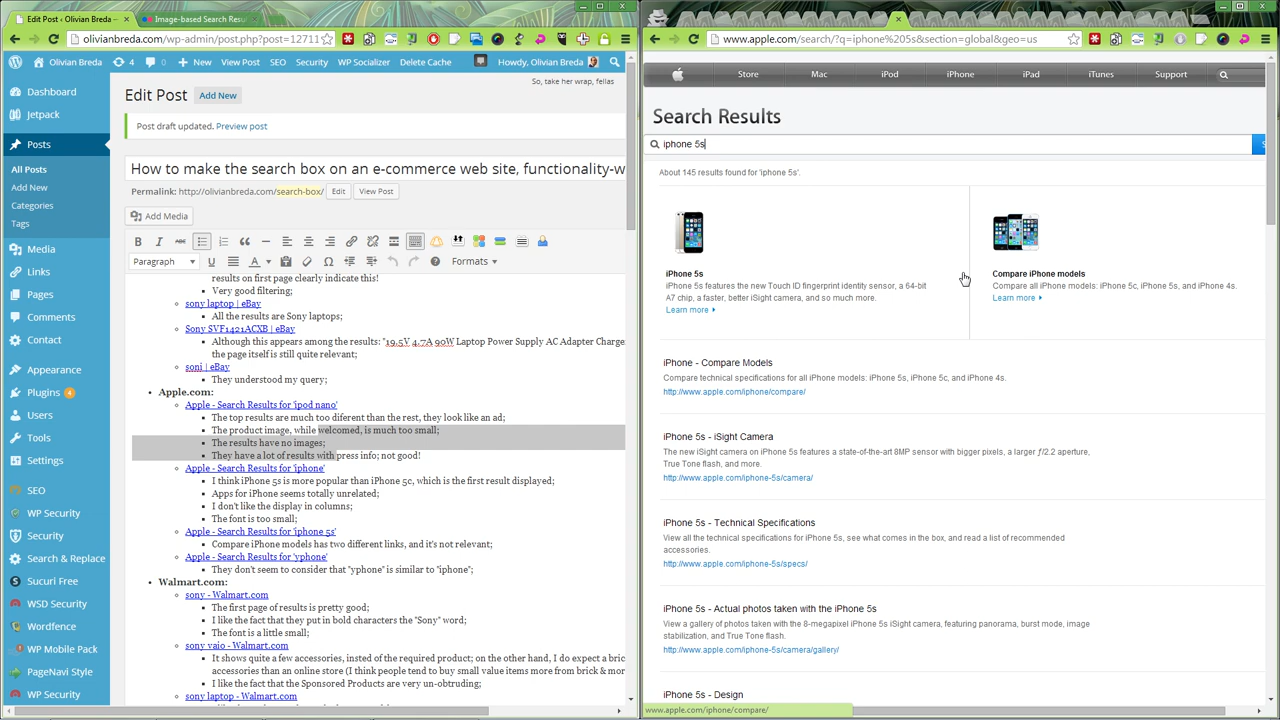 Edit Post ‹ Olivian Breda —
Image-based Search Resul
olivianbreda.com/wp-admin/post.php?post=12711
Olivian Breda
4
0
New
View Post
SEO
Security
WP Socializer
Delete Cache
Howdy, Olivian Breda
So, take her wrap, fellas
Dashboard
Jetpack
Posts
All Posts
Add New
Categories
Tags
Media
Links
Pages
Comments
Contact
Appearance
Plugins 4
Users
Tools
Settings
SEO
WP Security
Security
Search & Replace
Sucuri Free
WSD Security
Wordfence
WP Mobile Pack
PageNavi Style
WP Security
Edit Post
Add New
Post draft updated. Preview post
How to make the search box on an e-commerce web site, functionality-w
Permalink: http://olivianbreda.com/search-box/
Edit
View Post
Add Media
B I ABC
Paragraph
U A
Formats
results on first page clearly indicate this!
Very good filtering;
sony laptop | eBay
All the results are Sony laptops;
Sony SVF1421ACXB | eBay
Although this appears among the results: "19.5V 4.7A 90W Laptop Power Supply AC Adapter Charge
the page itself is still quite relevant;
soni | eBay
They understood my query;
Apple.com:
Apple - Search Results for 'ipod nano'
The top results are much too diferent than the rest, they look like an ad;
The product image, while welcomed, is much too small;
The results have no images;
They have a lot of results with press info; not good!
Apple - Search Results for 'iphone'
I think iPhone 5s is more popular than iPhone 5c, which is the first result displayed;
Apps for iPhone seems totally unrelated;
I don't like the display in columns;
The font is too small;
Apple - Search Results for 'iphone 5s'
Compare iPhone models has two different links, and it's not relevant;
Apple - Search Results for 'yphone'
They don't seem to consider that "yphone" is similar to "iphone";
Walmart.com:
sony - Walmart.com
The first page of results is pretty good;
I like the fact that they put in bold characters the "Sony" word;
The font is a little small;
sony vaio - Walmart.com
It shows quite a few accessories, insted of the required product; on the other hand, I do expect a bric
accessories than an online store (I think people tend to buy small value items more from brick & mo
I like the fact that the Sponsored Products are very un-obtruding;
sony laptop - Walmart.com
www.apple.com/search/?q=iphone%205s&section=global&geo=us
Store
Mac
iPod
iPhone
iPad
iTunes
Support
Search Results
iphone 5s
S
About 145 results found for 'iphone 5s'.
iPhone 5s
iPhone 5s features the new Touch ID fingerprint identity sensor, a 64-bit
A7 chip, a faster, better iSight camera, and so much more.
Learn more
Compare iPhone models
Compare all iPhone models: iPhone 5c, iPhone 5s, and iPhone 4s.
Learn more
iPhone - Compare Models
Compare technical specifications for all iPhone models: iPhone 5s, iPhone 5c, and iPhone 4s.
http://www.apple.com/iphone/compare/
iPhone 5s - iSight Camera
The new iSight camera on iPhone 5s features a state-of-the-art 8MP sensor with bigger pixels, a larger ƒ/2.2 aperture,
True Tone flash, and more.
http://www.apple.com/iphone-5s/camera/
iPhone 5s - Technical Specifications
View all the technical specifications for iPhone 5s, see what comes in the box, and read a list of recommended
accessories.
http://www.apple.com/iphone-5s/specs/
iPhone 5s - Actual photos taken with the iPhone 5s
View a gallery of photos taken with the 8-megapixel iPhone 5s iSight camera, featuring panorama, burst mode, image
stabilization, and True Tone flash.
http://www.apple.com/iphone-5s/camera/gallery/
iPhone 5s - Design
www.apple.com/iphone/compare/